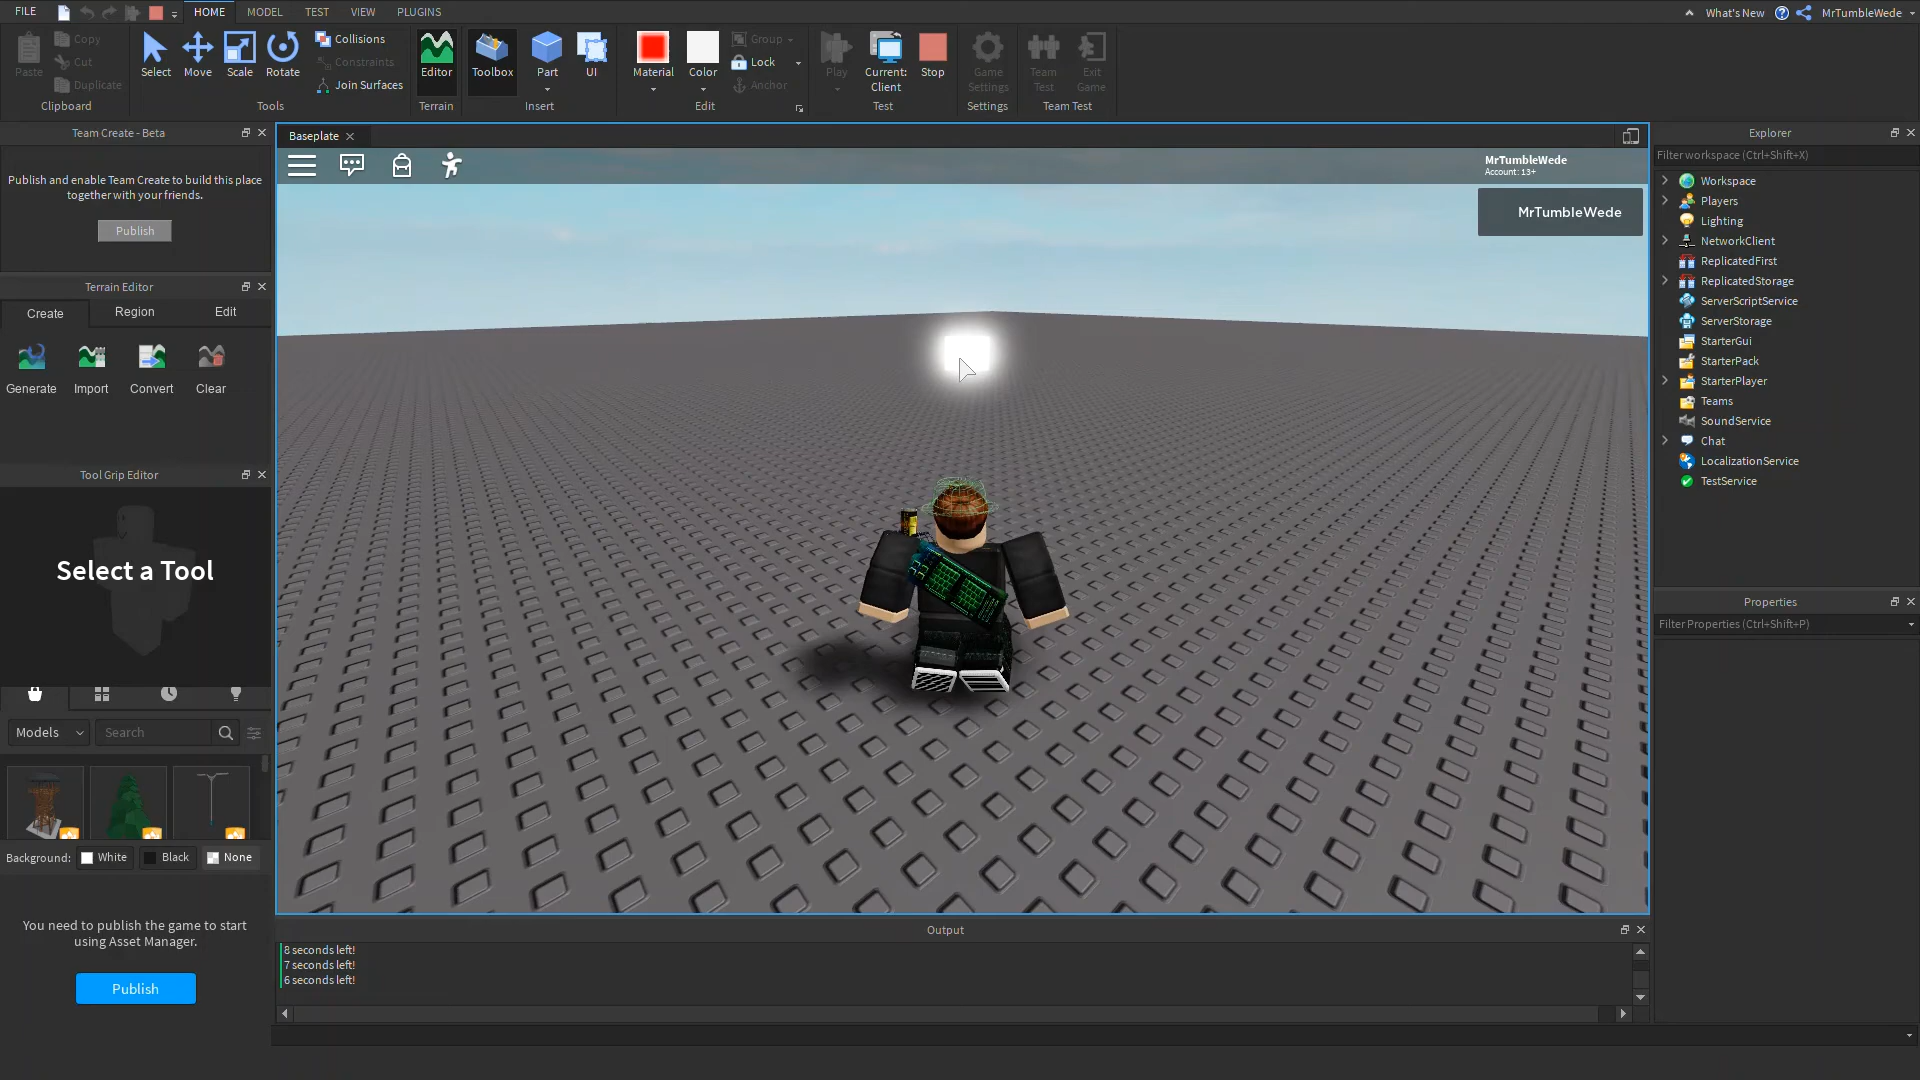 FILE
HOME
MODEL
TEST
VIEW
PLUGINS
What's New
MrTumbleWede
Paste
Copy
Cut
Duplicate
Clipboard
Select
Move
Scale
Rotate
Collisions
Constraints
Join Surfaces
Tools
Editor
Terrain
Toolbox
Part
UI
Insert
Material
Color
Group
Lock
Anchor
Edit
Play
Current:
Client
Stop
Test
Game
Settings
Settings
Team
Test
Exit
Game
Team Test
Team Create - Beta
Publish and enable Team Create to build this place
together with your friends.
Publish
Terrain Editor
Create
Region
Edit
Generate
Import
Convert
Clear
Tool Grip Editor
Select a Tool
Models
Search
Background:
White
Black
None
You need to publish the game to start
using Asset Manager.
Publish
Baseplate
MrTumbleWede
Account: 13+
MrTumbleWede
Output
8 seconds left!
7 seconds left!
6 seconds left!
Explorer
Filter workspace (Ctrl+Shift+X)
Workspace
Players
Lighting
NetworkClient
ReplicatedFirst
ReplicatedStorage
ServerScriptService
ServerStorage
StarterGui
StarterPack
StarterPlayer
Teams
SoundService
Chat
LocalizationService
TestService
Properties
Filter Properties (Ctrl+Shift+P)